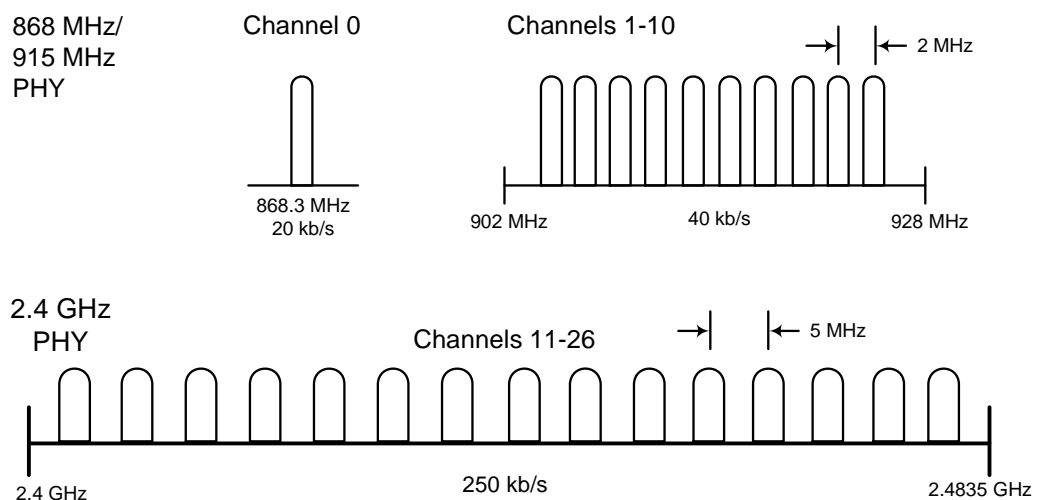 868 MHz/
915 MHz
PHY
Channel 0
Channels 1-10
2 MHz
868.3 MHz
20 kb/s
902 MHz
40 kb/s
928 MHz
2.4 GHz
PHY
Channels 11-26
5 MHz
2.4 GHz
250 kb/s
2.4835 GHz